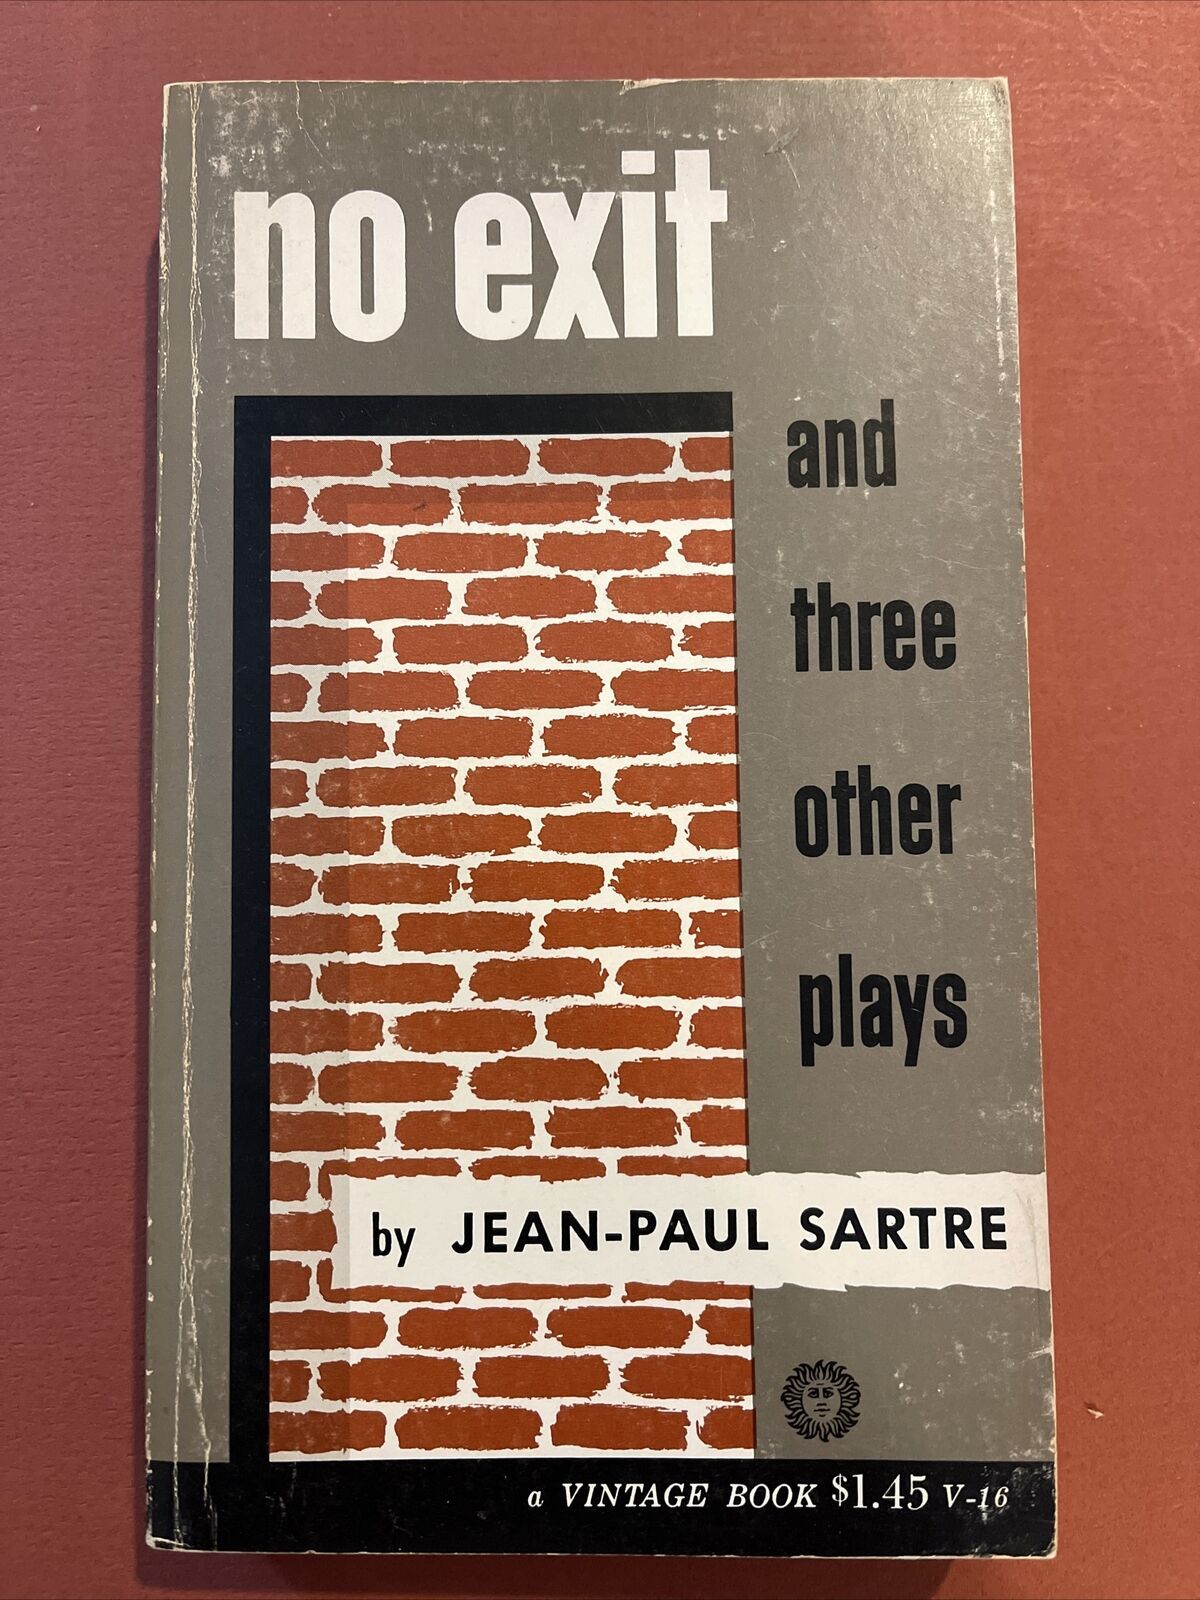 no exit
and
three
other
plays
by JEAN-PAUL SARTRE
a VINTAGE BOOK $1.45 V-16